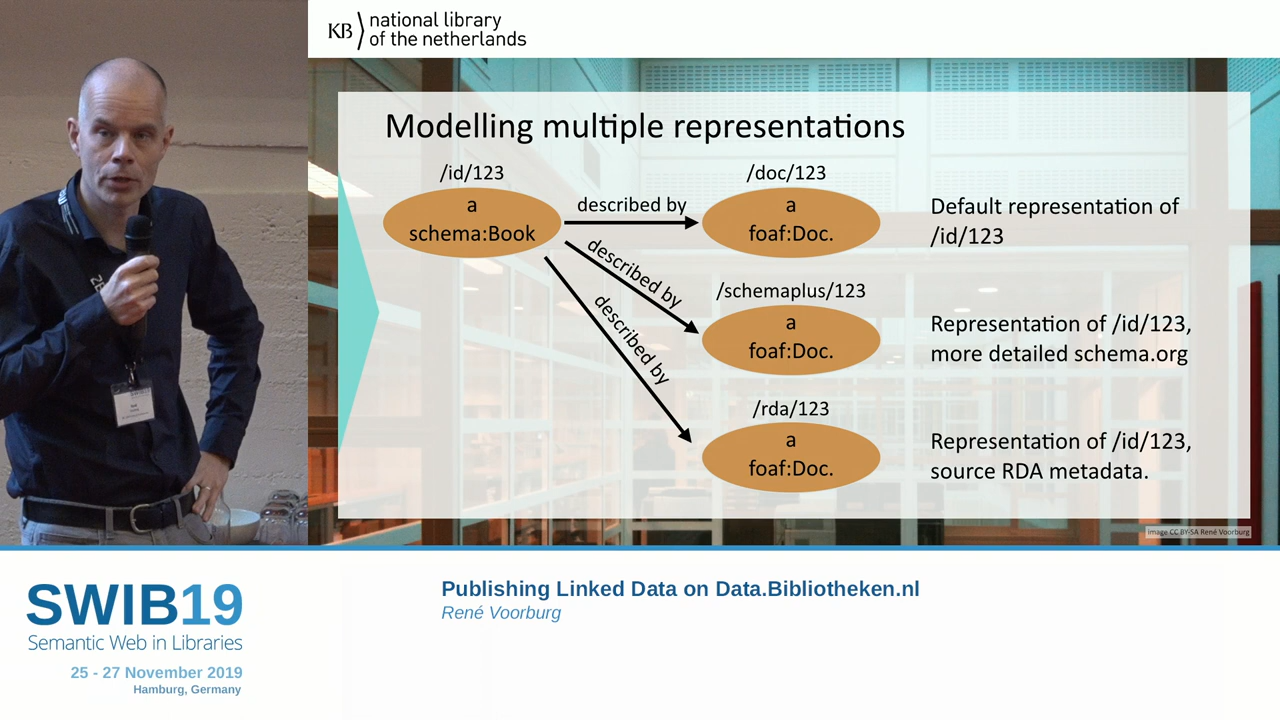 KB
national library
of the netherlands
Modelling multiple representations
/id/123
a
schema:Book
described by
described by
described by
/doc/123
a
foaf:Doc.
Default representation of
/id/123
/schemaplus/123
a
foaf:Doc.
Representation of /id/123,
more detailed schema.org
/rda/123
a
foaf:Doc.
Representation of /id/123,
source RDA metadata.
image CC BY-SA René Voorburg
SWIB19
Semantic Web in Libraries
25 - 27 November 2019
Hamburg, Germany
Publishing Linked Data on Data.Bibliotheken.nl
René Voorburg